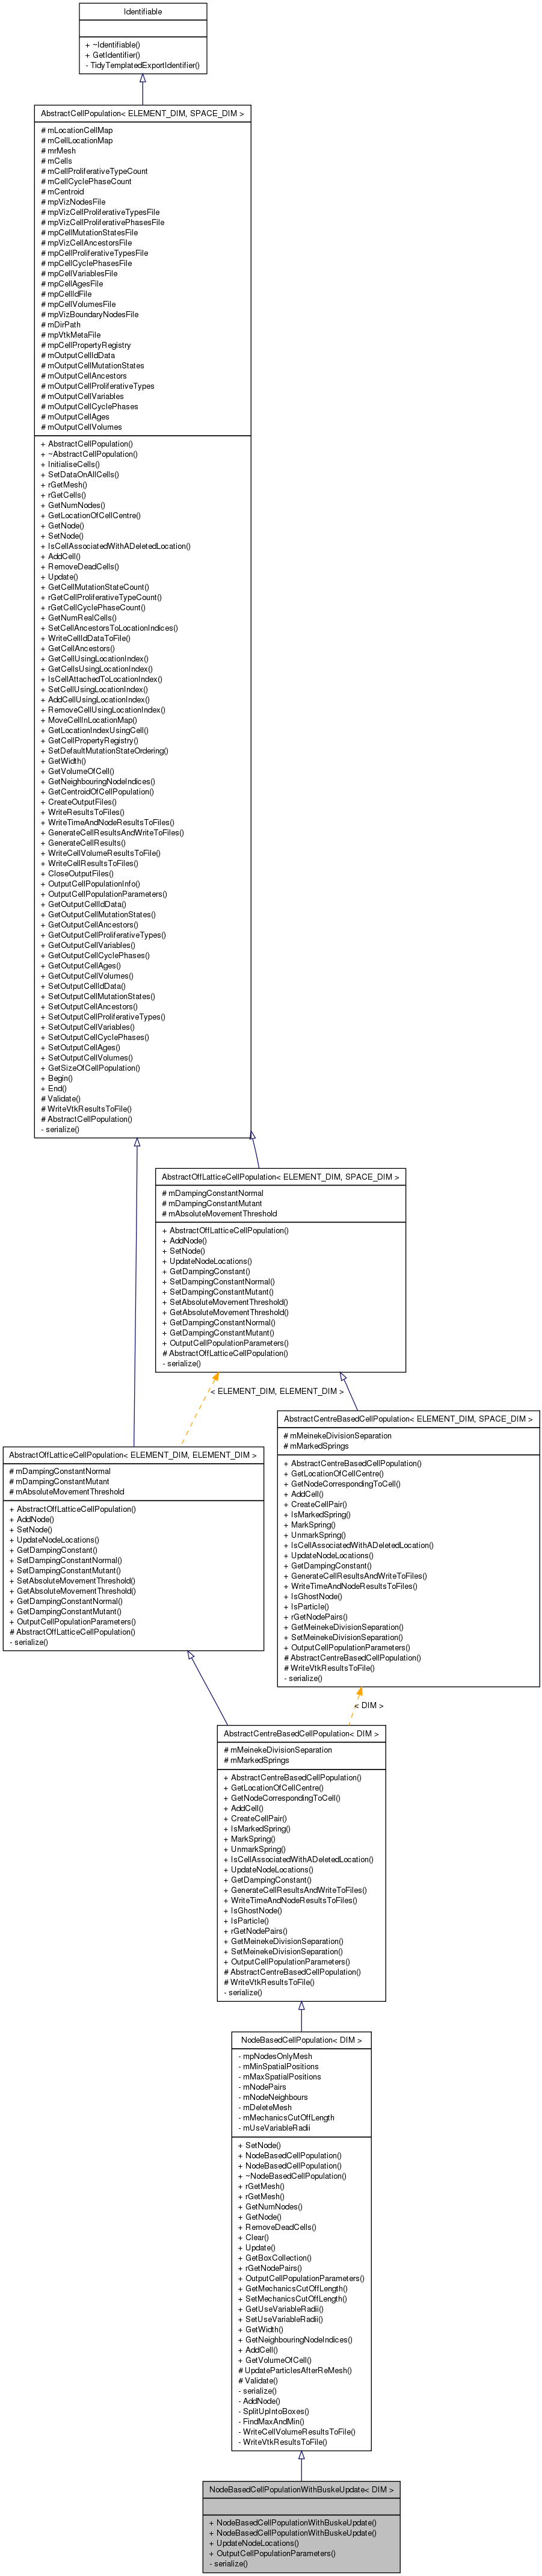 Identifiable
+ ~Identifiable()
+ GetIdentifier()
- TidyTemplatedExportIdentifier()
AbstractCellPopulation< ELEMENT_DIM, SPACE_DIM >
# mLocationCellMap
# mCellLocationMap
# mrMesh
# mCells
# mCellProliferativeTypeCount
# mCellCyclePhaseCount
# mCentroid
# mpVizNodesFile
# mpVizCellProliferativeTypesFile
# mpVizCellProliferativePhasesFile
# mpCellMutationStatesFile
# mpVizCellAncestorsFile
# mpCellProliferativeTypesFile
# mpCellCyclePhasesFile
# mpCellVariablesFile
# mpCellAgesFile
# mpCellIdFile
# mpCellVolumesFile
# mpVizBoundaryNodesFile
# mDirPath
# mpVtkMetaFile
# mpCellPropertyRegistry
# mOutputCellIdData
# mOutputCellMutationStates
# mOutputCellAncestors
# mOutputCellProliferativeTypes
# mOutputCellVariables
# mOutputCellCyclePhases
# mOutputCellAges
# mOutputCellVolumes
+ AbstractCellPopulation()
+ ~AbstractCellPopulation()
+ InitialiseCells()
+ SetDataOnAllCells()
+ rGetMesh()
+ rGetCells()
+ GetNumNodes()
+ GetLocationOfCellCentre()
+ GetNode()
+ SetNode()
+ IsCellAssociatedWithADeletedLocation()
+ AddCell()
+ RemoveDeadCells()
+ Update()
+ GetCellMutationStateCount()
+ rGetCellProliferativeTypeCount()
+ rGetCellCyclePhaseCount()
+ GetNumRealCells()
+ SetCellAncestorsToLocationIndices()
+ WriteCellIdDataToFile()
+ GetCellAncestors()
+ GetCellUsingLocationIndex()
+ GetCellsUsingLocationIndex()
+ IsCellAttachedToLocationIndex()
+ SetCellUsingLocationIndex()
+ AddCellUsingLocationIndex()
+ RemoveCellUsingLocationIndex()
+ MoveCellInLocationMap()
+ GetLocationIndexUsingCell()
+ GetCellPropertyRegistry()
+ SetDefaultMutationStateOrdering()
+ GetWidth()
+ GetVolumeOfCell()
+ GetNeighbouringNodeIndices()
+ GetCentroidOfCellPopulation()
+ CreateOutputFiles()
+ WriteResultsToFiles()
+ WriteTimeAndNodeResultsToFiles()
+ GenerateCellResultsAndWriteToFiles()
+ GenerateCellResults()
+ WriteCellVolumeResultsToFile()
+ WriteCellResultsToFiles()
+ CloseOutputFiles()
+ OutputCellPopulationInfo()
+ OutputCellPopulationParameters()
+ GetOutputCellIdData()
+ GetOutputCellMutationStates()
+ GetOutputCellAncestors()
+ GetOutputCellProliferativeTypes()
+ GetOutputCellVariables()
+ GetOutputCellCyclePhases()
+ GetOutputCellAges()
+ GetOutputCellVolumes()
+ SetOutputCellIdData()
+ SetOutputCellMutationStates()
+ SetOutputCellAncestors()
+ SetOutputCellProliferativeTypes()
+ SetOutputCellVariables()
+ SetOutputCellCyclePhases()
+ SetOutputCellAges()
+ SetOutputCellVolumes()
+ GetSizeOfCellPopulation()
+ Begin()
+ End()
# Validate()
# WriteVtkResultsToFile()
# AbstractCellPopulation()
- serialize()
AbstractOffLatticeCellPopulation< ELEMENT_DIM, SPACE_DIM >
# mDampingConstantNormal
# mDampingConstantMutant
# mAbsoluteMovementThreshold
+ AbstractOffLatticeCellPopulation()
+ AddNode()
+ SetNode()
+ UpdateNodeLocations()
+ GetDampingConstant()
+ SetDampingConstantNormal()
+ SetDampingConstantMutant()
+ SetAbsoluteMovementThreshold()
+ GetAbsoluteMovementThreshold()
+ GetDampingConstantNormal()
+ GetDampingConstantMutant()
+ OutputCellPopulationParameters()
# AbstractOffLatticeCellPopulation()
- serialize()
< ELEMENT_DIM, ELEMENT_DIM >
AbstractCentreBasedCellPopulation< ELEMENT_DIM, SPACE_DIM >
# mMeinekeDivisionSeparation
# mMarkedSprings
+ AbstractCentreBasedCellPopulation()
+ GetLocationOfCellCentre()
+ GetNodeCorrespondingToCell()
+ AddCell()
+ CreateCellPair()
+ IsMarkedSpring()
+ MarkSpring()
+ UnmarkSpring()
+ IsCellAssociatedWithADeletedLocation()
+ UpdateNodeLocations()
+ GetDampingConstant()
+ GenerateCellResultsAndWriteToFiles()
+ WriteTimeAndNodeResultsToFiles()
+ IsGhostNode()
+ IsParticle()
+ rGetNodePairs()
+ GetMeinekeDivisionSeparation()
+ SetMeinekeDivisionSeparation()
+ OutputCellPopulationParameters()
# AbstractCentreBasedCellPopulation()
# WriteVtkResultsToFile()
- serialize()
AbstractOffLatticeCellPopulation< ELEMENT_DIM, ELEMENT_DIM >
# mDampingConstantNormal
# mDampingConstantMutant
# mAbsoluteMovementThreshold
+ AbstractOffLatticeCellPopulation()
+ AddNode()
+ SetNode()
+ UpdateNodeLocations()
+ GetDampingConstant()
+ SetDampingConstantNormal()
+ SetDampingConstantMutant()
+ SetAbsoluteMovementThreshold()
+ GetAbsoluteMovementThreshold()
+ GetDampingConstantNormal()
+ GetDampingConstantMutant()
+ OutputCellPopulationParameters()
# AbstractOffLatticeCellPopulation()
- serialize()
< DIM >
AbstractCentreBasedCellPopulation< DIM >
# mMeinekeDivisionSeparation
# mMarkedSprings
+ AbstractCentreBasedCellPopulation()
+ GetLocationOfCellCentre()
+ GetNodeCorrespondingToCell()
+ AddCell()
+ CreateCellPair()
+ IsMarkedSpring()
+ MarkSpring()
+ UnmarkSpring()
+ IsCellAssociatedWithADeletedLocation()
+ UpdateNodeLocations()
+ GetDampingConstant()
+ GenerateCellResultsAndWriteToFiles()
+ WriteTimeAndNodeResultsToFiles()
+ IsGhostNode()
+ IsParticle()
+ rGetNodePairs()
+ GetMeinekeDivisionSeparation()
+ SetMeinekeDivisionSeparation()
+ OutputCellPopulationParameters()
# AbstractCentreBasedCellPopulation()
# WriteVtkResultsToFile()
- serialize()
NodeBasedCellPopulation< DIM >
- mpNodesOnlyMesh
- mMinSpatialPositions
- mMaxSpatialPositions
- mNodePairs
- mNodeNeighbours
- mDeleteMesh
- mMechanicsCutOffLength
- mUseVariableRadii
+ SetNode()
+ NodeBasedCellPopulation()
+ NodeBasedCellPopulation()
+ ~NodeBasedCellPopulation()
+ rGetMesh()
+ rGetMesh()
+ GetNumNodes()
+ GetNode()
+ RemoveDeadCells()
+ Clear()
+ Update()
+ GetBoxCollection()
+ rGetNodePairs()
+ OutputCellPopulationParameters()
+ GetMechanicsCutOffLength()
+ SetMechanicsCutOffLength()
+ GetUseVariableRadii()
+ SetUseVariableRadii()
+ GetWidth()
+ GetNeighbouringNodeIndices()
+ AddCell()
+ GetVolumeOfCell()
# UpdateParticlesAfterReMesh()
# Validate()
- serialize()
- AddNode()
- SplitUpIntoBoxes()
- FindMaxAndMin()
- WriteCellVolumeResultsToFile()
- WriteVtkResultsToFile()
NodeBasedCellPopulationWithBuskeUpdate< DIM >
+ NodeBasedCellPopulationWithBuskeUpdate()
+ NodeBasedCellPopulationWithBuskeUpdate()
+ UpdateNodeLocations()
+ OutputCellPopulationParameters()
- serialize()